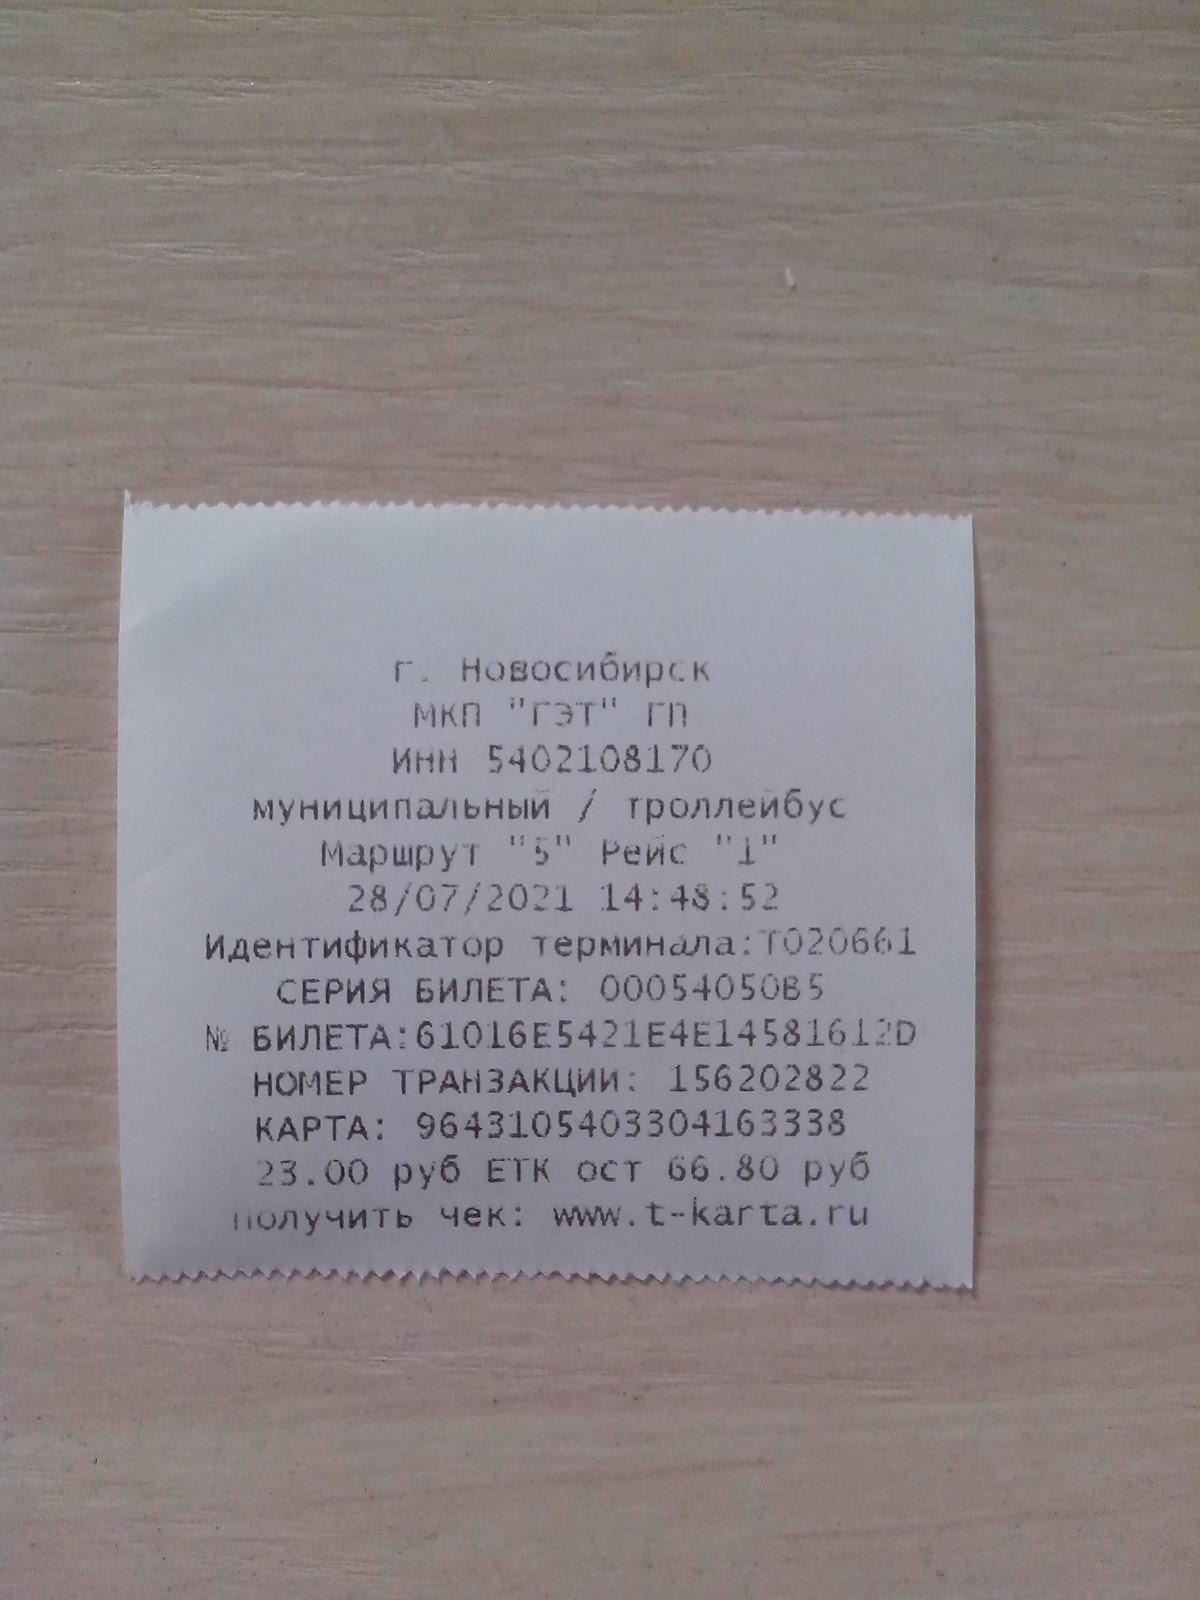 г. Новосибирск
МКП "ГЭТ" ГП
ИНН 5402108170
муниципальный / троллейбус
Маршрут "5" Рейс "1"
28/07/2021 14:48:52
Идентификатор терминала:T020661
СЕРИЯ БИЛЕТА: 00054050B5
№ БИЛЕТА:61016E5421E4E14581612D
НОМЕР ТРАНЗАКЦИИ: 156202822
КАРТА: 9643105403304163338
23.00 руб ЕТК ост 66.80 руб
Получить чек: www.t-karta.ru